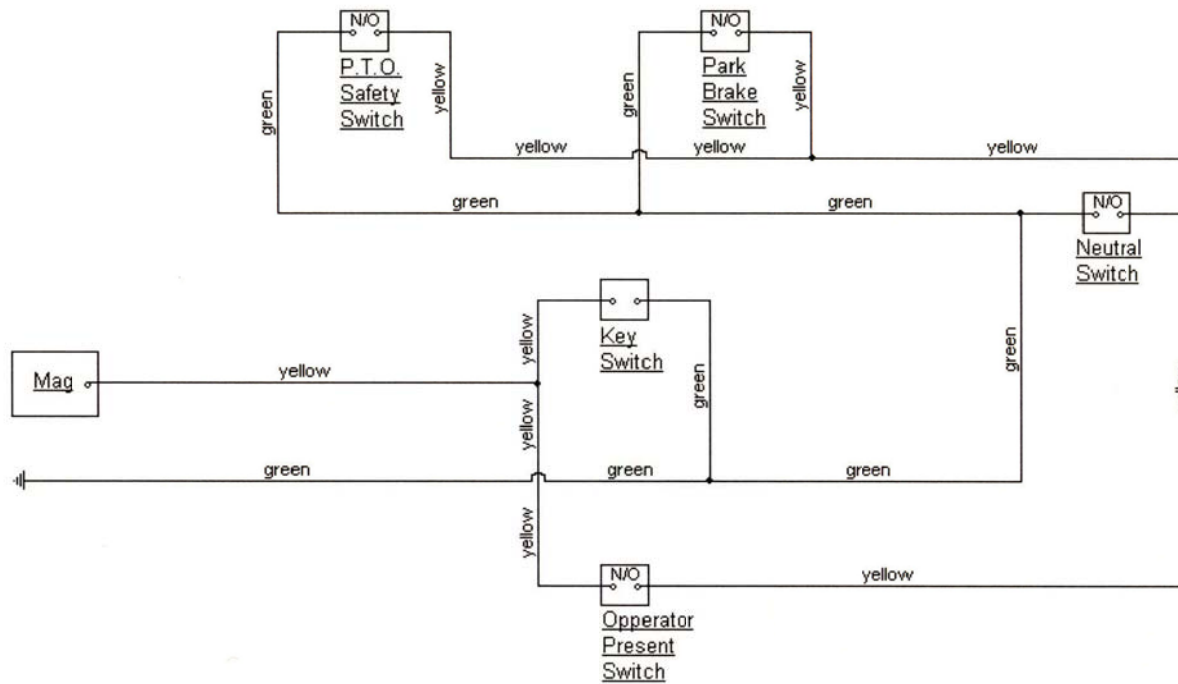 N/O
P.T.O.
Safety
Switch
green
yellow
N/O
Park
Brake
Switch
green
yellow
yellow
yellow
yellow
green
green
N/O
Neutral
Switch
Key
Switch
yellow
green
green
Mag
yellow
yellow
green
green
yellow
N/O
yellow
Opperator
Present
Switch